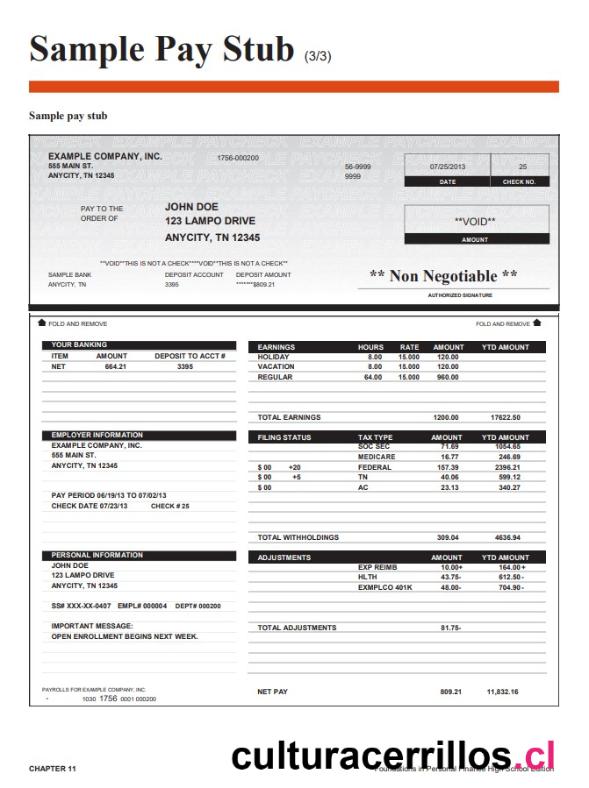 Sample Pay Stub (3/3)
Sample pay stub
EXAMPLE COMPANY, INC. 1756-000200
555 MAIN ST.
ANYCITY, TN 12345
56-9999
9999
07/25/2013 25
DATE CHECK NO.
PAY TO THE
ORDER OF
JOHN DOE
123 LAMPO DRIVE
ANYCITY, TN 12345
**VOID**
AMOUNT
**VOID**THIS IS NOT A CHECK****VOID**THIS IS NOT A CHECK**
SAMPLE BANK DEPOSIT ACCOUNT DEPOSIT AMOUNT
ANYCITY, TN 3395 *******$809.21
** Non Negotiable **
AUTHORIZED SIGNATURE
FOLD AND REMOVE FOLD AND REMOVE
YOUR BANKING
ITEM AMOUNT DEPOSIT TO ACCT #
NET 664.21 3395
EARNINGS HOURS RATE AMOUNT YTD AMOUNT
HOLIDAY 8.00 15.000 120.00
VACATION 8.00 15.000 120.00
REGULAR 64.00 15.000 960.00
TOTAL EARNINGS 1200.00 17622.50
EMPLOYER INFORMATION
EXAMPLE COMPANY, INC.
555 MAIN ST.
ANYCITY, TN 12345
PAY PERIOD 06/19/13 TO 07/02/13
CHECK DATE 07/23/13 CHECK # 25
FILING STATUS TAX TYPE AMOUNT YTD AMOUNT
SOC SEC 71.69 1054.65
MEDICARE 16.77 246.69
$ 00 +20 FEDERAL 157.39 2396.21
$ 00 +5 TN 40.06 599.12
$ 00 AC 23.13 340.27
TOTAL WITHHOLDINGS 309.04 4636.94
PERSONAL INFORMATION
JOHN DOE
123 LAMPO DRIVE
ANYCITY, TN 12345
SS# XXX-XX-0407 EMPL# 000004 DEPT# 000200
IMPORTANT MESSAGE:
OPEN ENROLLMENT BEGINS NEXT WEEK.
ADJUSTMENTS AMOUNT YTD AMOUNT
EXP REIMB 10.00+ 164.00+
HLTH 43.75- 612.50-
EXMPLCO 401K 48.00- 704.90-
TOTAL ADJUSTMENTS 81.75-
PAYROLLS FOR EXAMPLE COMPANY, INC.
- 1030 1756 0001 000200
NET PAY 809.21 11,832.16
culturacerrillos.cl
CHAPTER 11 Foundations in Personal Finance High School Edition